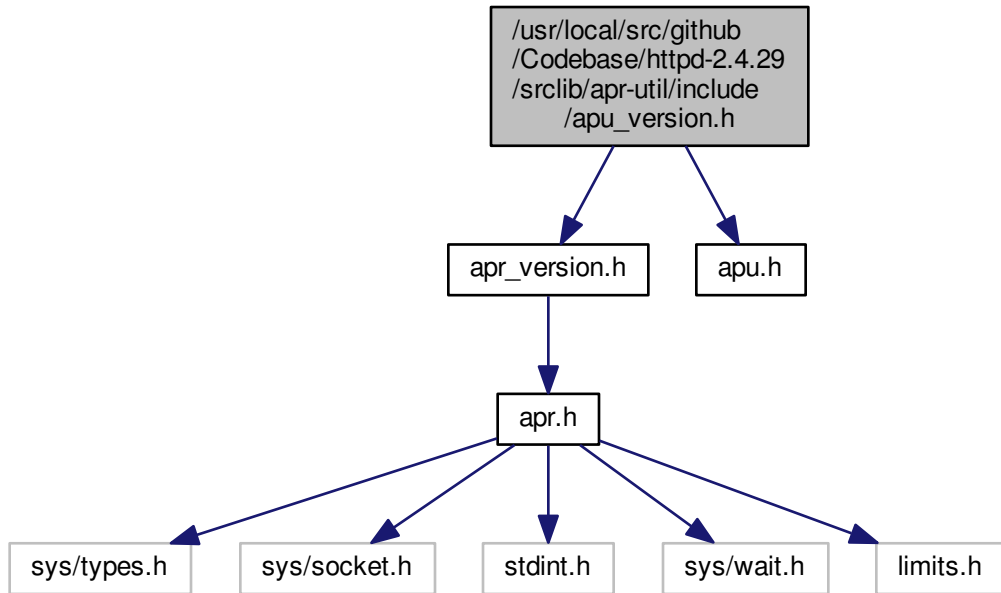 /usr/local/src/github
/Codebase/httpd-2.4.29
/srclib/apr-util/include
/apu_version.h
apr_version.h
apu.h
apr.h
sys/types.h
sys/socket.h
stdint.h
sys/wait.h
limits.h